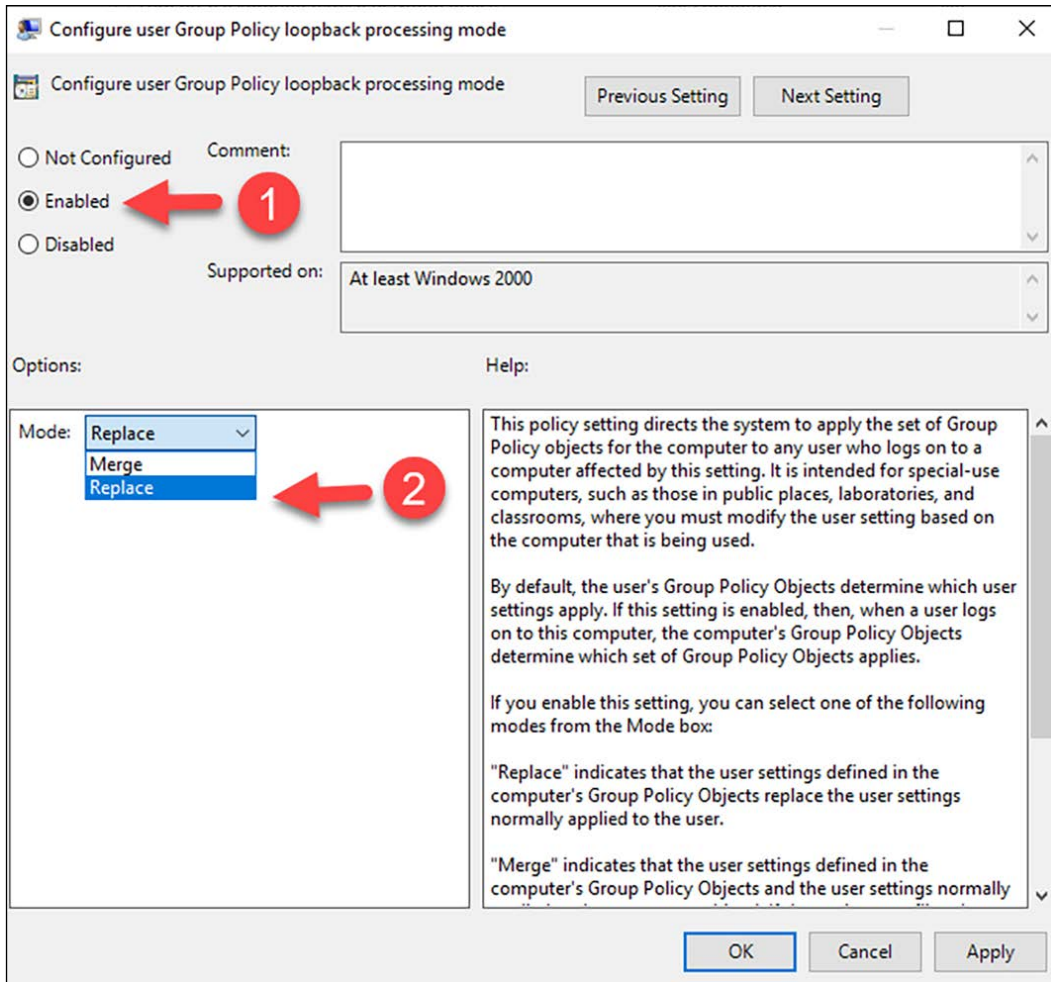 Configure user Group Policy loopback processing mode
Configure user Group Policy loopback processing mode
Previous Setting
Next Setting
Not Configured
Comment:
Enabled
1
Disabled
Supported on:
At least Windows 2000
Options:
Help:
Mode:
Replace
Merge
Replace
2
This policy setting directs the system to apply the set of Group
Policy objects for the computer to any user who logs on to a
computer affected by this setting. It is intended for special-use
computers, such as those in public places, laboratories, and
classrooms, where you must modify the user setting based on
the computer that is being used.
By default, the user's Group Policy Objects determine which user
settings apply. If this setting is enabled, then, when a user logs
on to this computer, the computer's Group Policy Objects
determine which set of Group Policy Objects applies.
If you enable this setting, you can select one of the following
modes from the Mode box:
"Replace" indicates that the user settings defined in the
computer's Group Policy Objects replace the user settings
normally applied to the user.
"Merge" indicates that the user settings defined in the
computer's Group Policy Objects and the user settings normally
OK
Cancel
Apply